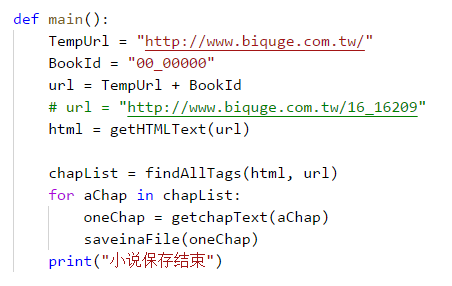 def main():
    TempUrl = "http://www.biquge.com.tw/"
    BookId = "00_00000"
    url = TempUrl + BookId
    # url = "http://www.biquge.com.tw/16_16209"
    html = getHTMLText(url)

    chapList = findAllTags(html, url)
    for aChap in chapList:
        oneChap = getchapText(aChap)
        saveinaFile(oneChap)
    print("小说保存结束")